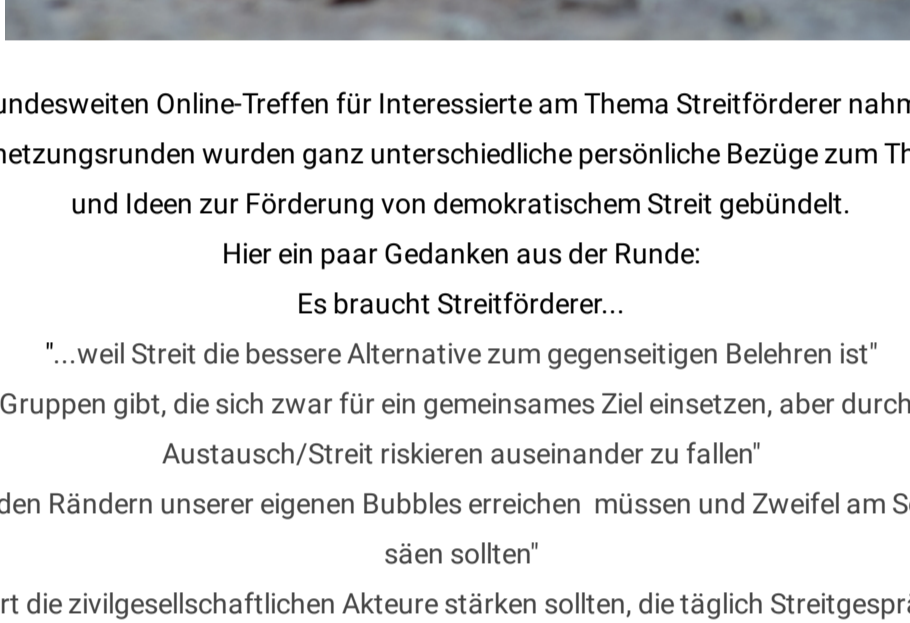 undesweiten Online-Treffen für Interessierte am Thema Streitförderer nahm
netzungsrunden wurden ganz unterschiedliche persönliche Bezüge zum Th
und Ideen zur Förderung von demokratischem Streit gebündelt.
Hier ein paar Gedanken aus der Runde:
Es braucht Streitförderer...
"...weil Streit die bessere Alternative zum gegenseitigen Belehren ist"
Gruppen gibt, die sich zwar für ein gemeinsames Ziel einsetzen, aber durch
Austausch/Streit riskieren auseinander zu fallen"
den Rändern unserer eigenen Bubbles erreichen  müssen und Zweifel am S
säen sollten"
rt die zivilgesellschaftlichen Akteure stärken sollten, die täglich Streitgesprä